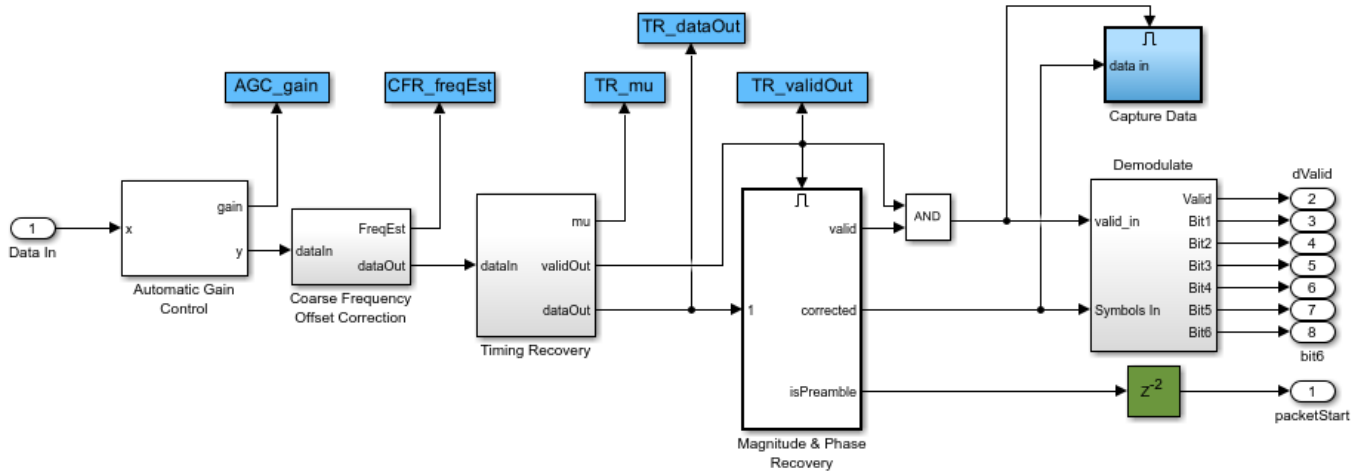 TR_dataOut
data in
Capture Data
AGC_gain
CFR_freqEst
TR_mu
TR_validOut
Demodulate
dValid
x
gain
y
1
Data In
Automatic Gain
Control
dataIn
FreqEst
dataOut
Coarse Frequency
Offset Correction
dataIn
mu
validOut
dataOut
Timing Recovery
1
valid
corrected
isPreamble
Magnitude & Phase
Recovery
AND
valid_in
Symbols In
Valid
Bit1
Bit2
Bit3
Bit4
Bit5
Bit6
2
3
4
5
6
7
8
bit6
Z-2
1
packetStart